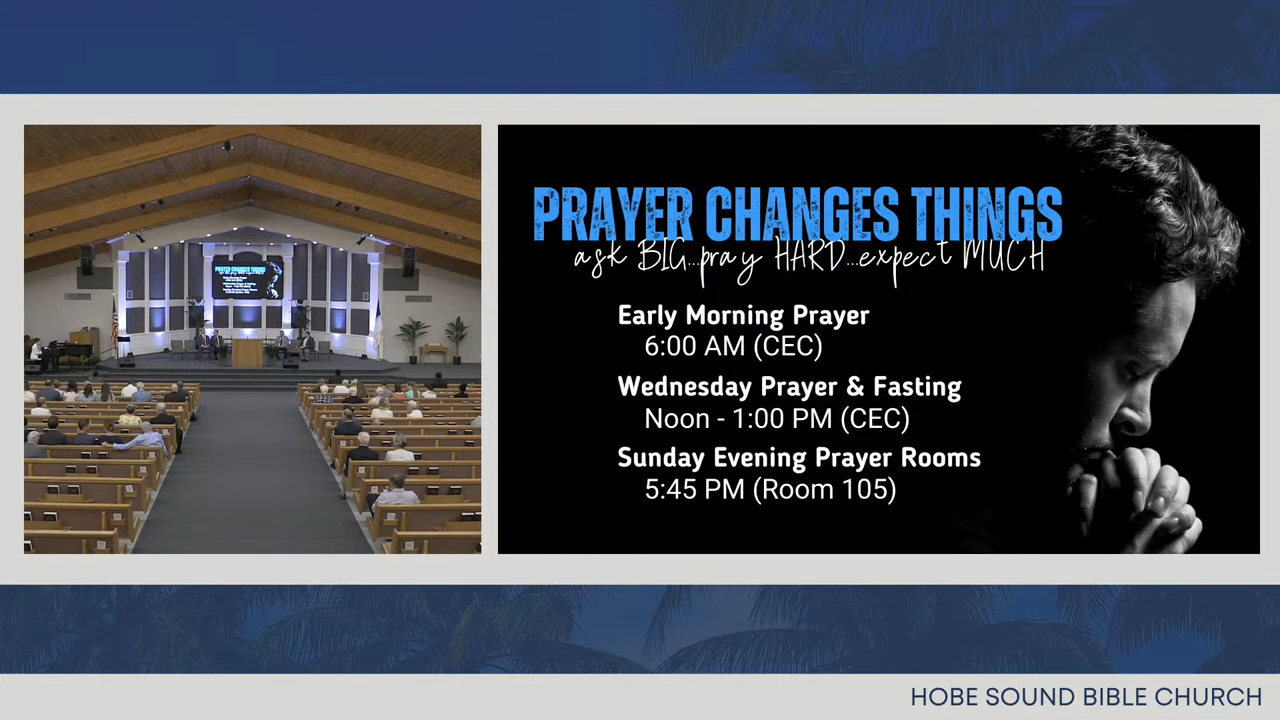 PRAYER CHANGES THINGS
ask BIG...pray HARD...expect MUCH
Early Morning Prayer
6:00 AM (CEC)
Wednesday Prayer & Fasting
Noon - 1:00 PM (CEC)
Sunday Evening Prayer Rooms
5:45 PM (Room 105)
HOBE SOUND BIBLE CHURCH